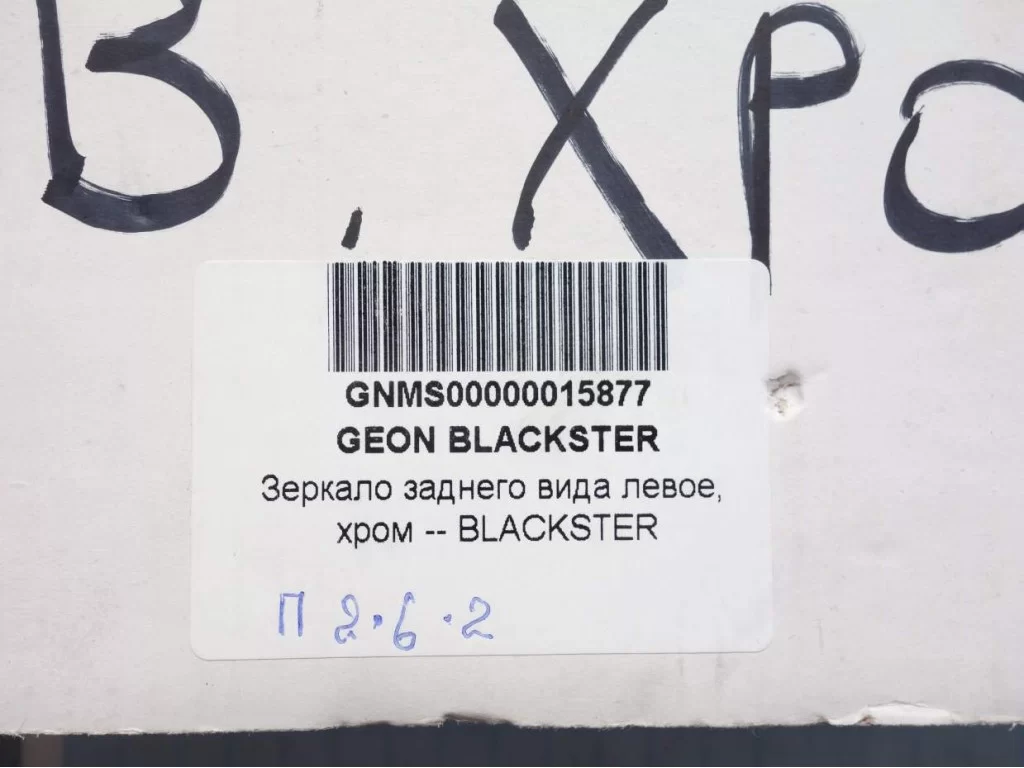 В, ХРО
GNMS00000015877
GEON BLACKSTER
Зеркало заднего вида левое,
хром -- BLACKSTER
П 2.6.2